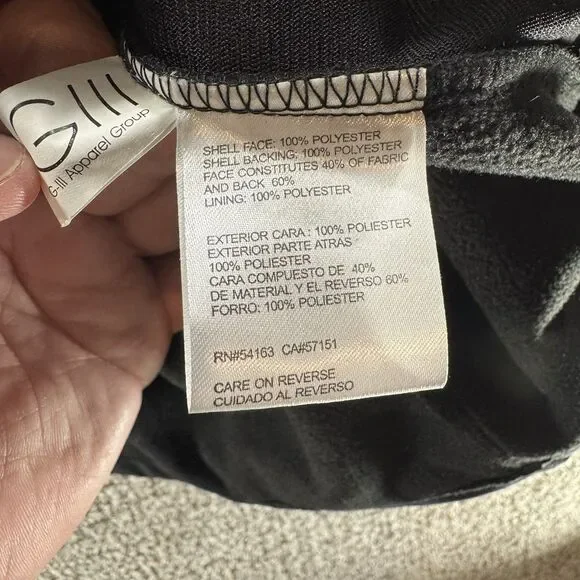 GIII
G-III Apparel Group
SHELL FACE: 100% POLYESTER
SHELL BACKING: 100% POLYESTER
FACE CONSTITUTES 40% OF FABRIC
AND BACK 60%
LINING: 100% POLYESTER
EXTERIOR CARA : 100% POLIESTER
EXTERIOR PARTE ATRAS
100% POLIESTER
CARA COMPUESTO DE 40%
DE MATERIAL Y EL REVERSO 60%
FORRO: 100% POLIESTER
RN#54163 CA#57151
CARE ON REVERSE
CUIDADO AL REVERSO